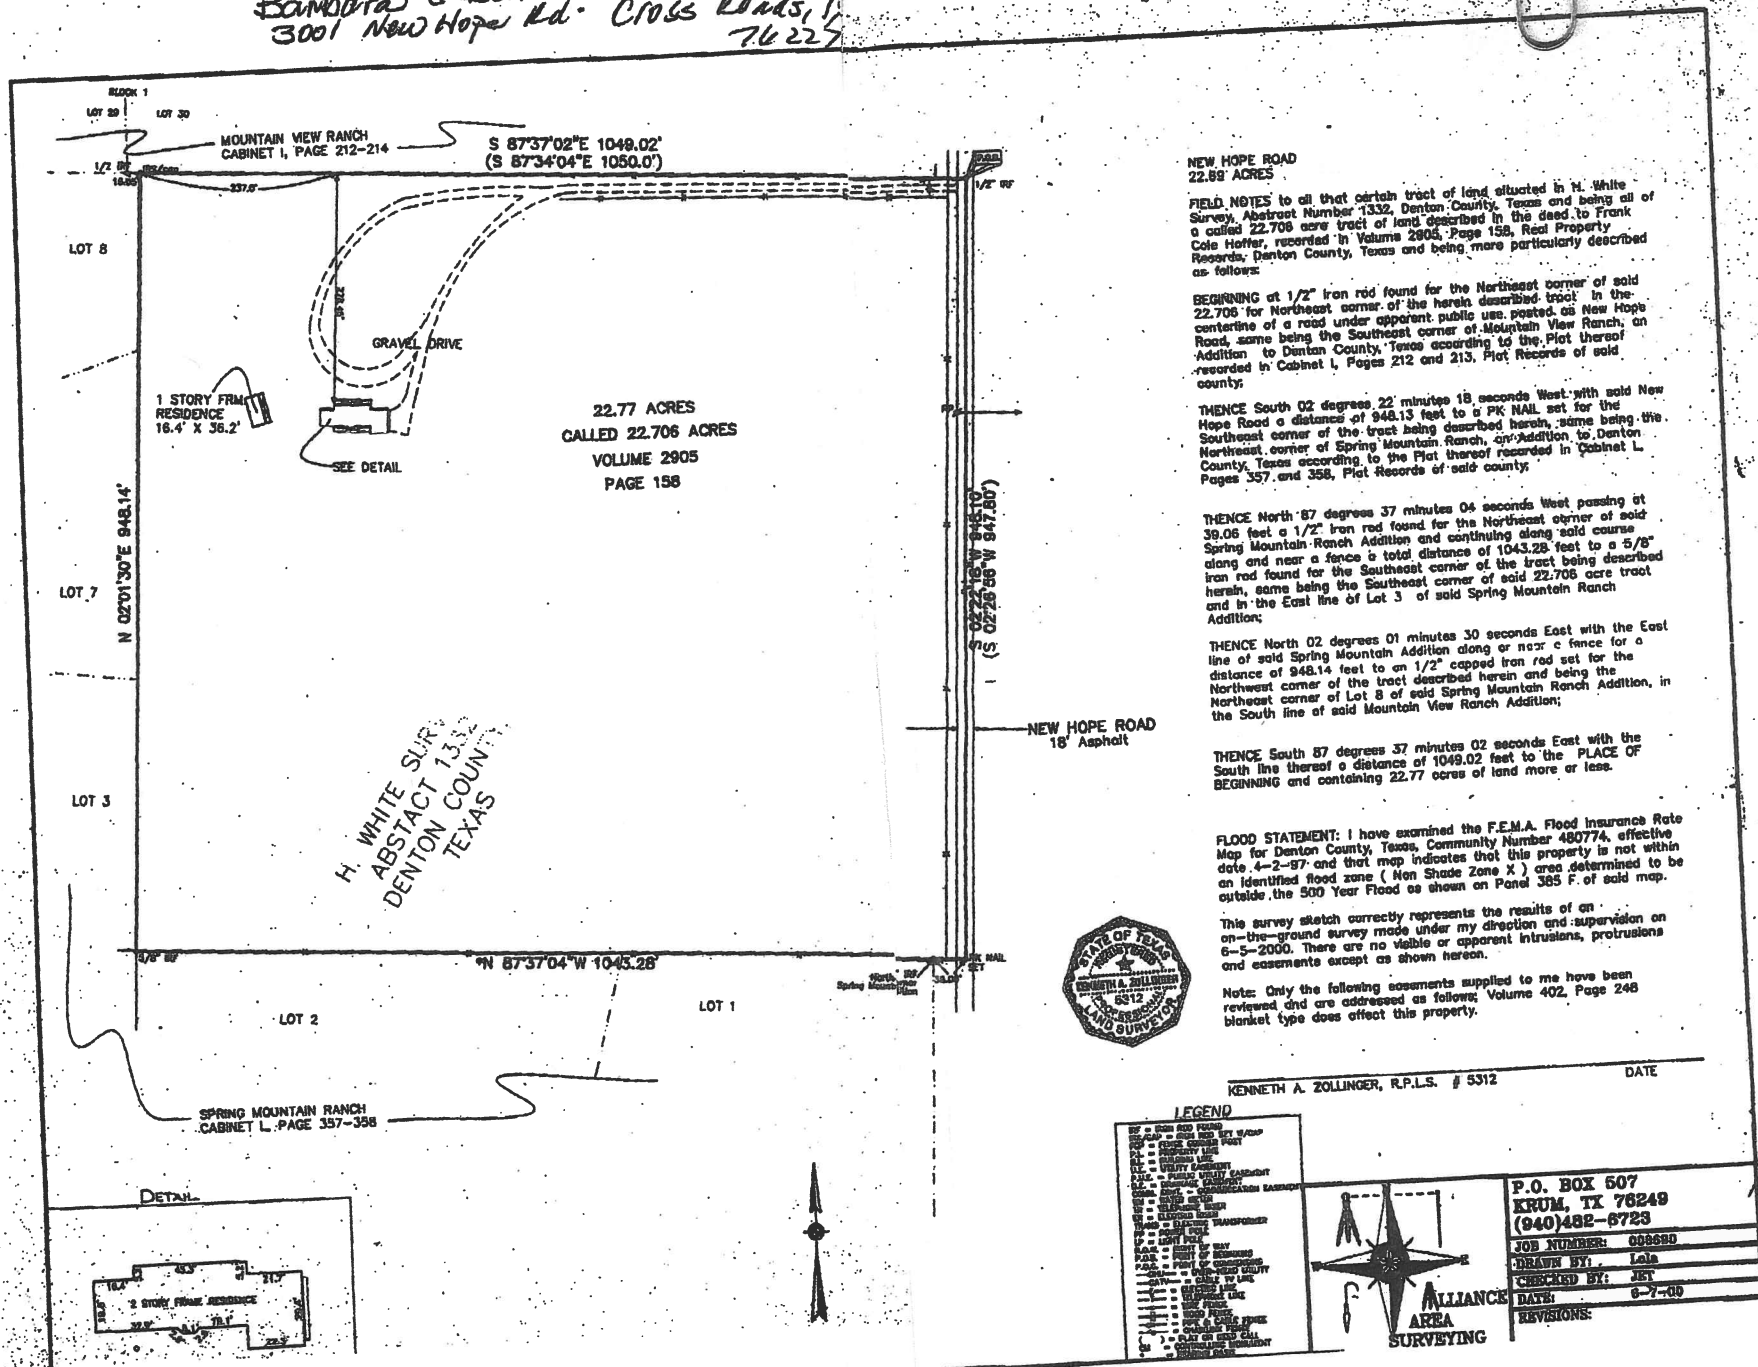 3001 New Hope Rd. Cross Roads,
BLOCK 1
LOT 29 LOT 30
MOUNTAIN VIEW RANCH
CABINET I, PAGE 212-214
S 87°37'02"E 1049.02'
(S 87°34'04"E 1050.0')
1/2" IRF
237.6'
P.O.B.
1/2" IRF
LOT 8
GRAVEL DRIVE
1 STORY FRM
RESIDENCE
16.4' X 36.2'
SEE DETAIL
22.77 ACRES
CALLED 22.706 ACRES
VOLUME 2905
PAGE 158
PP
N 02°01'30"E 948.14'
S 02°22'18"W 948.10'
(S 02°26'56"W 947.80')
LOT 7
NEW HOPE ROAD
18' Asphalt
LOT 3
H. WHITE SUR
ABSTACT 1332
DENTON COUNTY
TEXAS
5/8" IRF
N 87°37'04"W 1043.28'
PK NAIL
SET
LOT 2
LOT 1
SPRING MOUNTAIN RANCH
CABINET L PAGE 357-358
DETAIL
2 STORY FRAME RESIDENCE
NEW HOPE ROAD
22.69 ACRES
FIELD NOTES to all that certain tract of land situated in H. White
Survey, Abstract Number 1332, Denton County, Texas and being all of
a called 22.706 acre tract of land described in the deed to Frank
Cole Hoffer, recorded in Volume 2905, Page 158, Real Property
Records, Denton County, Texas and being more particularly described
as follows:
BEGINNING at 1/2" iron rod found for the Northeast corner of said
22.706 for Northeast corner of the herein described tract in the
centerline of a road under apparent public use posted as New Hope
Road, same being the Southeast corner of Mountain View Ranch, an
Addition to Denton County, Texas according to the Plat thereof
recorded in Cabinet I, Pages 212 and 213, Plat Records of said
county;
THENCE South 02 degrees 22 minutes 18 seconds West with said New
Hope Road a distance of 948.13 feet to a PK NAIL set for the
Southeast corner of the tract being described herein, same being the
Northeast corner of Spring Mountain Ranch, an Addition to Denton
County, Texas according to the Plat thereof recorded in Cabinet L,
Pages 357 and 358, Plat Records of said county;
THENCE North 87 degrees 37 minutes 04 seconds West passing at
39.06 feet a 1/2" iron rod found for the Northeast corner of said
Spring Mountain Ranch Addition and continuing along said course
along and near a fence a total distance of 1043.28 feet to a 5/8"
iron rod found for the Southeast corner of the tract being described
herein, same being the Southeast corner of said 22.706 acre tract
and in the East line of Lot 3 of said Spring Mountain Ranch
Addition;
THENCE North 02 degrees 01 minutes 30 seconds East with the East
line of said Spring Mountain Addition along or near a fence for a
distance of 948.14 feet to an 1/2" capped iron rod set for the
Northwest corner of the tract described herein and being the
Northeast corner of Lot 8 of said Spring Mountain Ranch Addition, in
the South line of said Mountain View Ranch Addition;
THENCE South 87 degrees 37 minutes 02 seconds East with the
South line thereof a distance of 1049.02 feet to the PLACE OF
BEGINNING and containing 22.77 acres of land more or less.
FLOOD STATEMENT: I have examined the F.E.M.A. Flood Insurance Rate
Map for Denton County, Texas, Community Number 480774, effective
date 4-2-97 and that map indicates that this property is not within
an identified flood zone ( Non Shade Zone X ) area determined to be
outside the 500 Year Flood as shown on Panel 385 F of said map.
This survey sketch correctly represents the results of an
on-the-ground survey made under my direction and supervision on
6-5-2000. There are no visible or apparent intrusions, protrusions
and easements except as shown hereon.
Note: Only the following easements supplied to me have been
reviewed and are addressed as follows; Volume 402, Page 248
blanket type does affect this property.
STATE OF TEXAS
KENNETH A. ZOLLINGER
5312
PROFESSIONAL
LAND SURVEYOR
KENNETH A. ZOLLINGER, R.P.L.S. # 5312 DATE
LEGEND
ALLIANCE
AREA
SURVEYING
P.O. BOX 507
KRUM, TX 76249
(940)482-6723
JOB NUMBER:
DRAWN BY: Lola
CHECKED BY: JET
DATE: 6-7-00
REVISIONS: